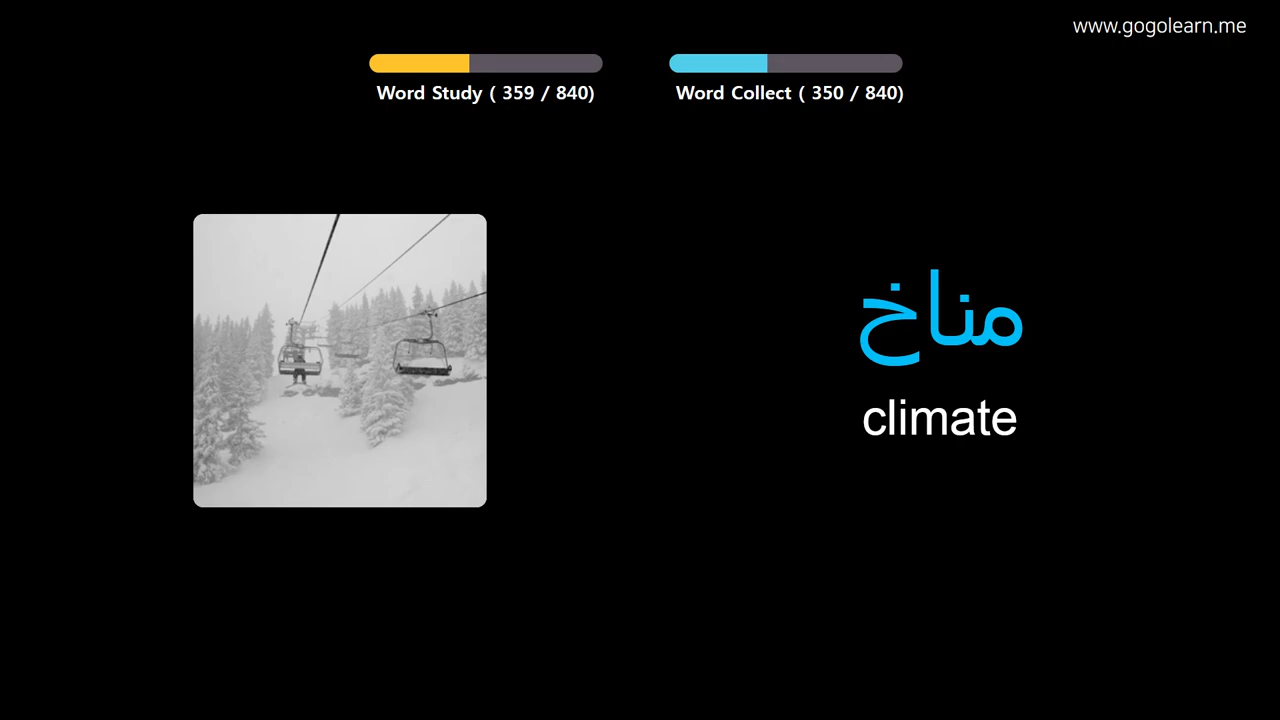 www.gogolearn.me
Word Study ( 359 / 840)
Word Collect ( 350 / 840)
مناخ
climate